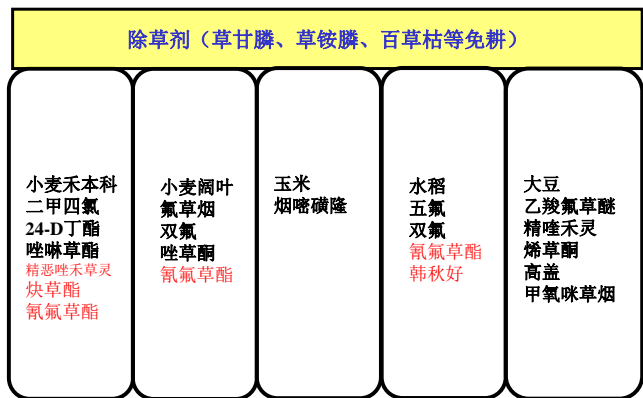 除草剂（草甘膦、草铵膦、百草枯等免耕）
小麦禾本科
二甲四氯
24-D丁酯
唑啉草酯
精恶唑禾草灵
炔草酯
氰氟草酯
小麦阔叶
氟草烟
双氟
唑草酮
氰氟草酯
玉米
烟嘧磺隆
水稻
五氟
双氟
氰氟草酯
韩秋好
大豆
乙羧氟草醚
精喹禾灵
烯草酮
高盖
甲氧咪草烟